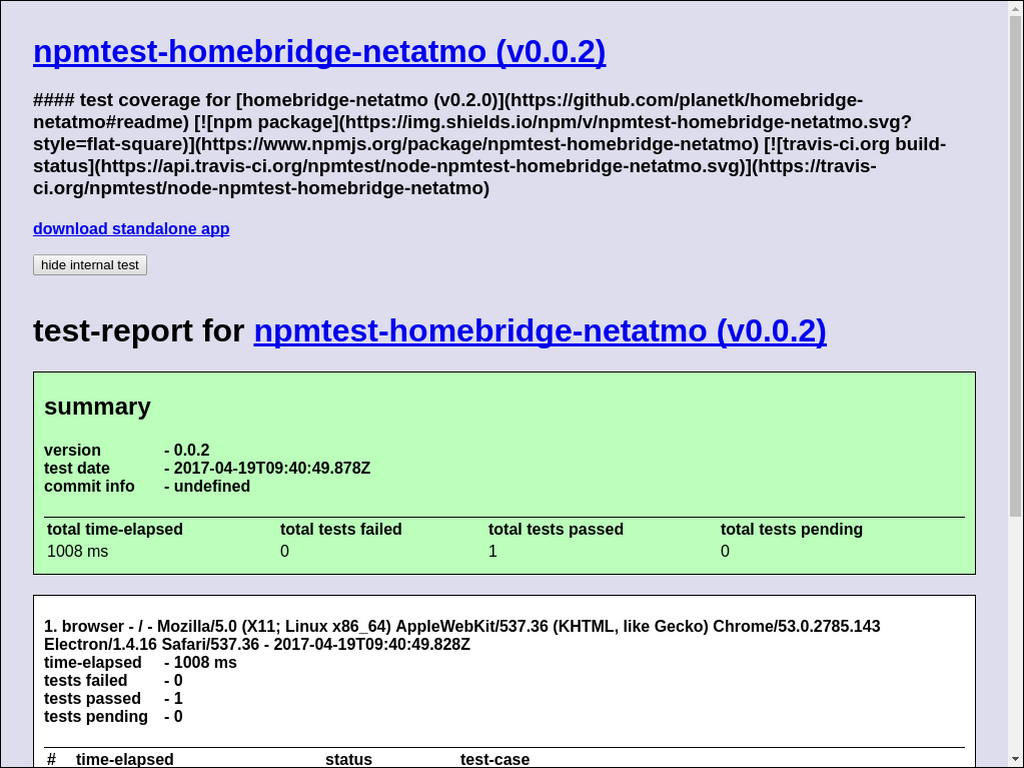 npmtest-homebridge-netatmo (v0.0.2)
#### test coverage for [homebridge-netatmo (v0.2.0)](https://github.com/planetk/homebridge-
netatmo#readme) [![npm package](https://img.shields.io/npm/v/npmtest-homebridge-netatmo.svg?
style=flat-square)](https://www.npmjs.org/package/npmtest-homebridge-netatmo) [![travis-ci.org build-
status](https://api.travis-ci.org/npmtest/node-npmtest-homebridge-netatmo.svg)](https://travis-
ci.org/npmtest/node-npmtest-homebridge-netatmo)
download standalone app
hide internal test
test-report for npmtest-homebridge-netatmo (v0.0.2)
summary
version - 0.0.2
test date - 2017-04-19T09:40:49.878Z
commit info - undefined
total time-elapsed total tests failed total tests passed total tests pending
1008 ms 0 1 0
1. browser - / - Mozilla/5.0 (X11; Linux x86_64) AppleWebKit/537.36 (KHTML, like Gecko) Chrome/53.0.2785.143
Electron/1.4.16 Safari/537.36 - 2017-04-19T09:40:49.828Z
time-elapsed - 1008 ms
tests failed - 0
tests passed - 1
tests pending - 0
# time-elapsed status test-case